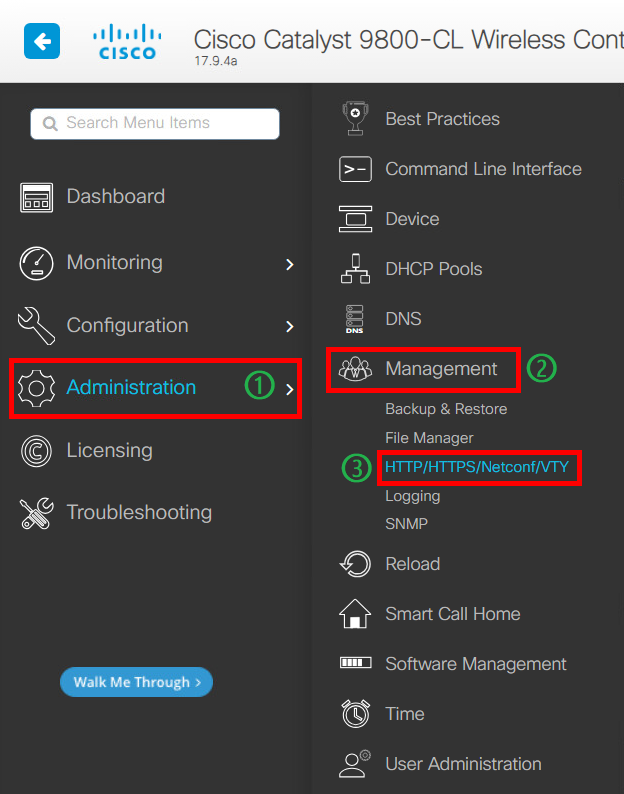 CISCO
Cisco Catalyst 9800-CL Wireless Cont
17.9.4a
Search Menu Items
Dashboard
Monitoring
Configuration
Administration ①
Licensing
Troubleshooting
Walk Me Through >
Best Practices
Command Line Interface
Device
DHCP Pools
DNS
DNS
Management ②
Backup & Restore
File Manager
③ HTTP/HTTPS/Netconf/VTY
Logging
SNMP
Reload
Smart Call Home
Software Management
Time
User Administration